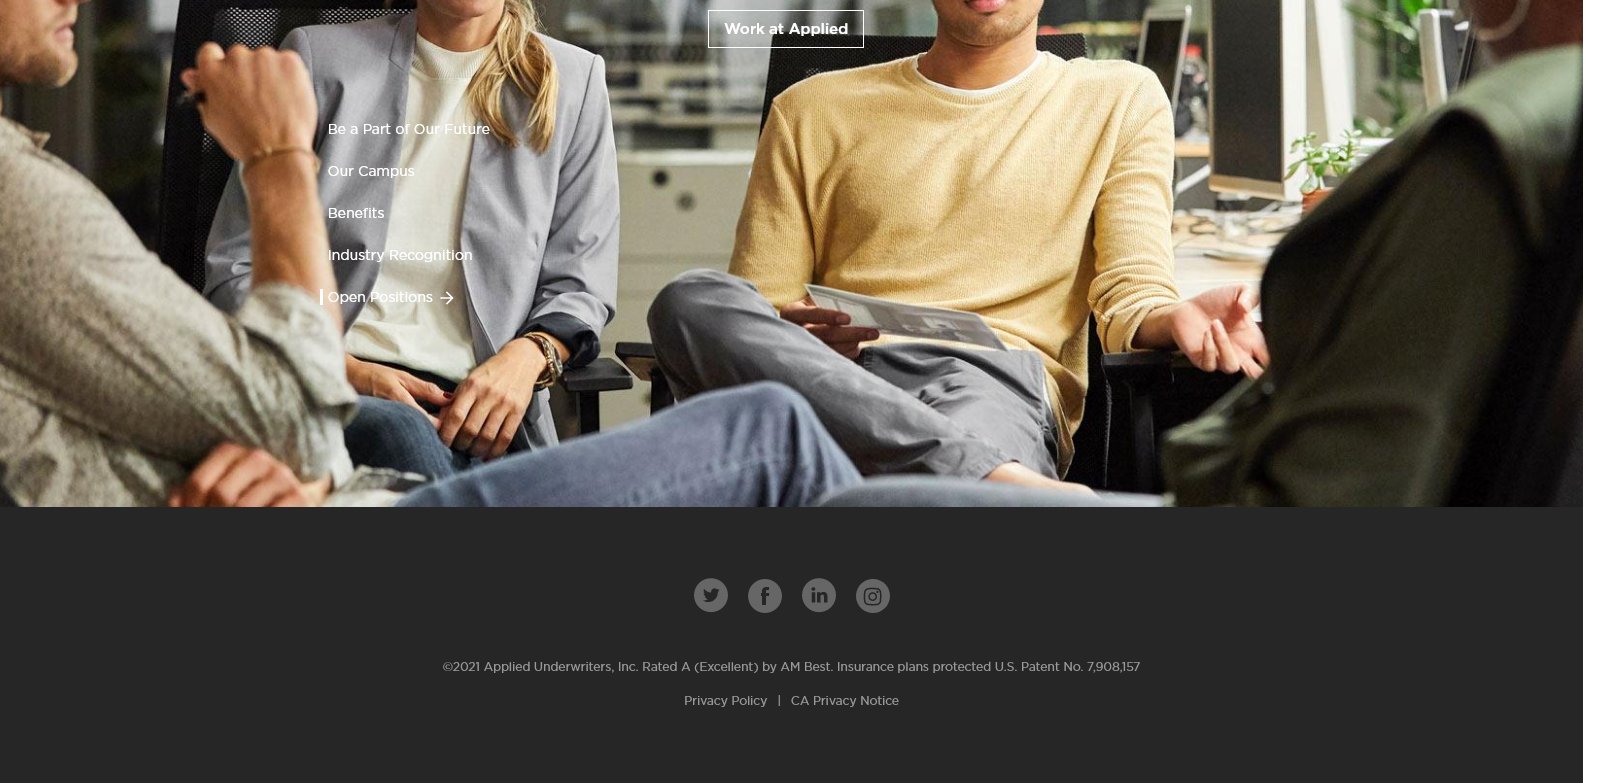 Work at Applied
Be a Part of Our Future
Our Campus
Benefits
Industry Recognition
Open Positions →
©2021 Applied Underwriters, Inc. Rated A (Excellent) by AM Best. Insurance plans protected U.S. Patent No. 7,908,157
Privacy Policy | CA Privacy Notice